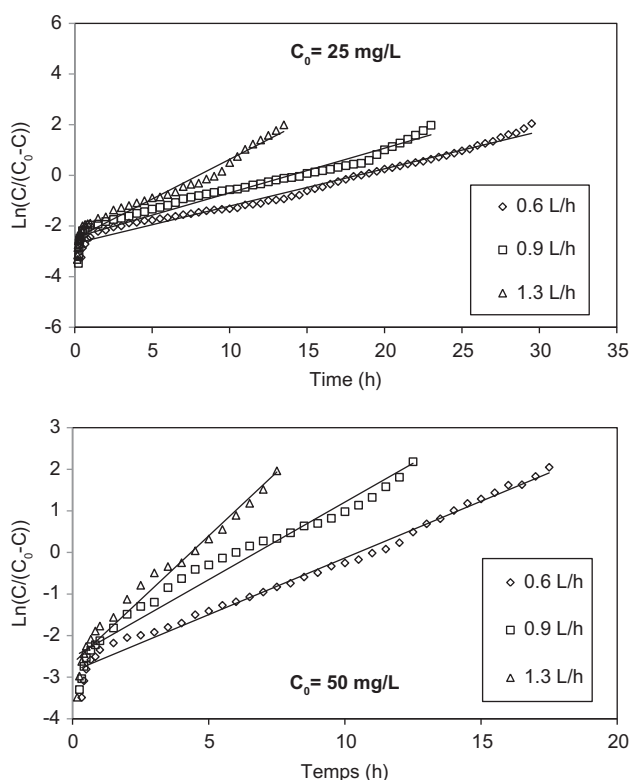 6
C₀= 25 mg/L
4
2
0
-2
-4
-6
Ln(C/(C₀-C))
0 5 10 15 20 25 30 35
Time (h)
0.6 L/h
0.9 L/h
1.3 L/h
3
2
1
0
-1
-2
-3
-4
Ln(C/(C₀-C))
0.6 L/h
0.9 L/h
1.3 L/h
C₀= 50 mg/L
0 5 10 15 20
Temps (h)